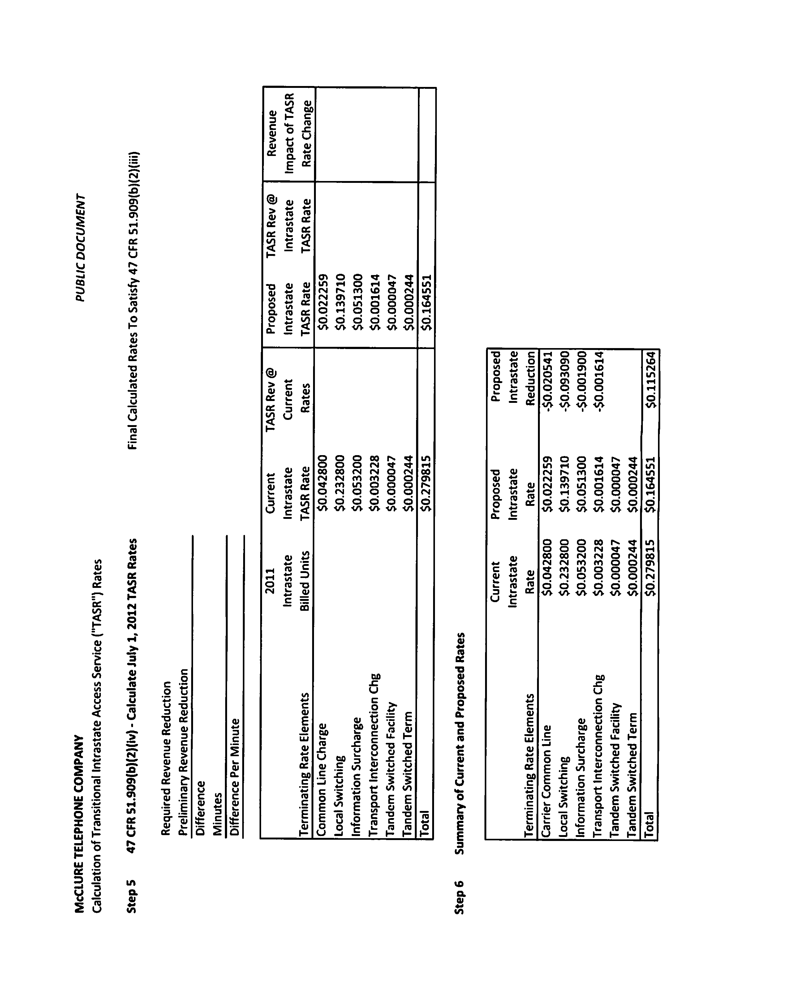 McCLURE TELEPHONE COMPANY PUBLIC DOCUMENT
Calculation of Transitional Intrastate Access Service ("TASR") Rates
Step 5 47 CFR 51.909(b)(2)(iv) - Calculate July 1, 2012 TASR Rates Final Calculated Rates To Satisfy 47 CFR 51.909(b)(2)(iii)
Required Revenue Reduction
Preliminary Revenue Reduction
Difference
Minutes
Difference Per Minute
2011 Current TASR Rev @ Proposed TASR Rev @ Revenue
Intrastate Intrastate Current Intrastate Intrastate Impact of TASR
Terminating Rate Elements Billed Units TASR Rate Rates TASR Rate TASR Rate Rate Change
Common Line Charge $0.042800 $0.022259
Local Switching $0.232800 $0.139710
Information Surcharge $0.053200 $0.051300
Transport Interconnection Chg $0.003228 $0.001614
Tandem Switched Facility $0.000047 $0.000047
Tandem Switched Term $0.000244 $0.000244
Total $0.279815 $0.164551
Step 6 Summary of Current and Proposed Rates
Current Proposed Proposed
Intrastate Intrastate Intrastate
Terminating Rate Elements Rate Rate Reduction
Carrier Common Line $0.042800 $0.022259 -$0.020541
Local Switching $0.232800 $0.139710 -$0.093090
Information Surcharge $0.053200 $0.051300 -$0.001900
Transport Interconnection Chg $0.003228 $0.001614 -$0.001614
Tandem Switched Facility $0.000047 $0.000047
Tandem Switched Term $0.000244 $0.000244
Total $0.279815 $0.164551 $0.115264